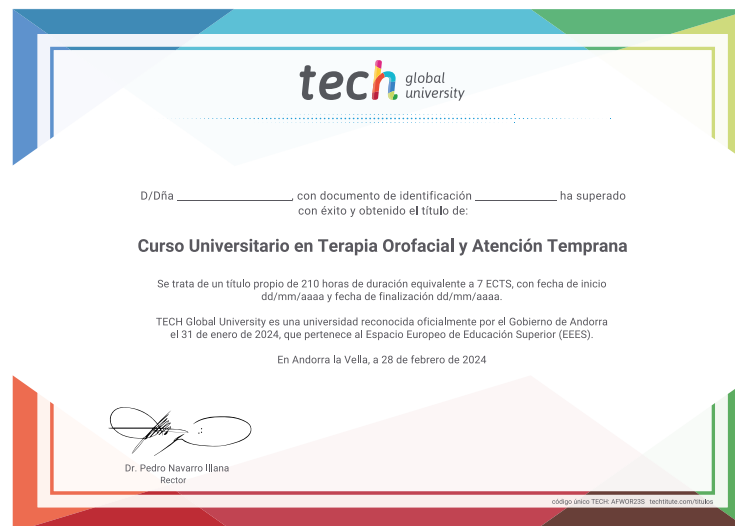 tech global university
D/Dña ____________________, con documento de identificación ______________ ha superado
con éxito y obtenido el título de:
Curso Universitario en Terapia Orofacial y Atención Temprana
Se trata de un título propio de 210 horas de duración equivalente a 7 ECTS, con fecha de inicio
dd/mm/aaaa y fecha de finalización dd/mm/aaaa.
TECH Global University es una universidad reconocida oficialmente por el Gobierno de Andorra
el 31 de enero de 2024, que pertenece al Espacio Europeo de Educación Superior (EEES).
En Andorra la Vella, a 28 de febrero de 2024
Dr. Pedro Navarro Illana
Rector
código único TECH: AFWOR23S techtitute.com/titulos